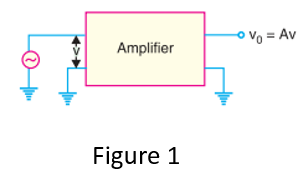 Amplifier
v
v₀ = Av
Figure 1